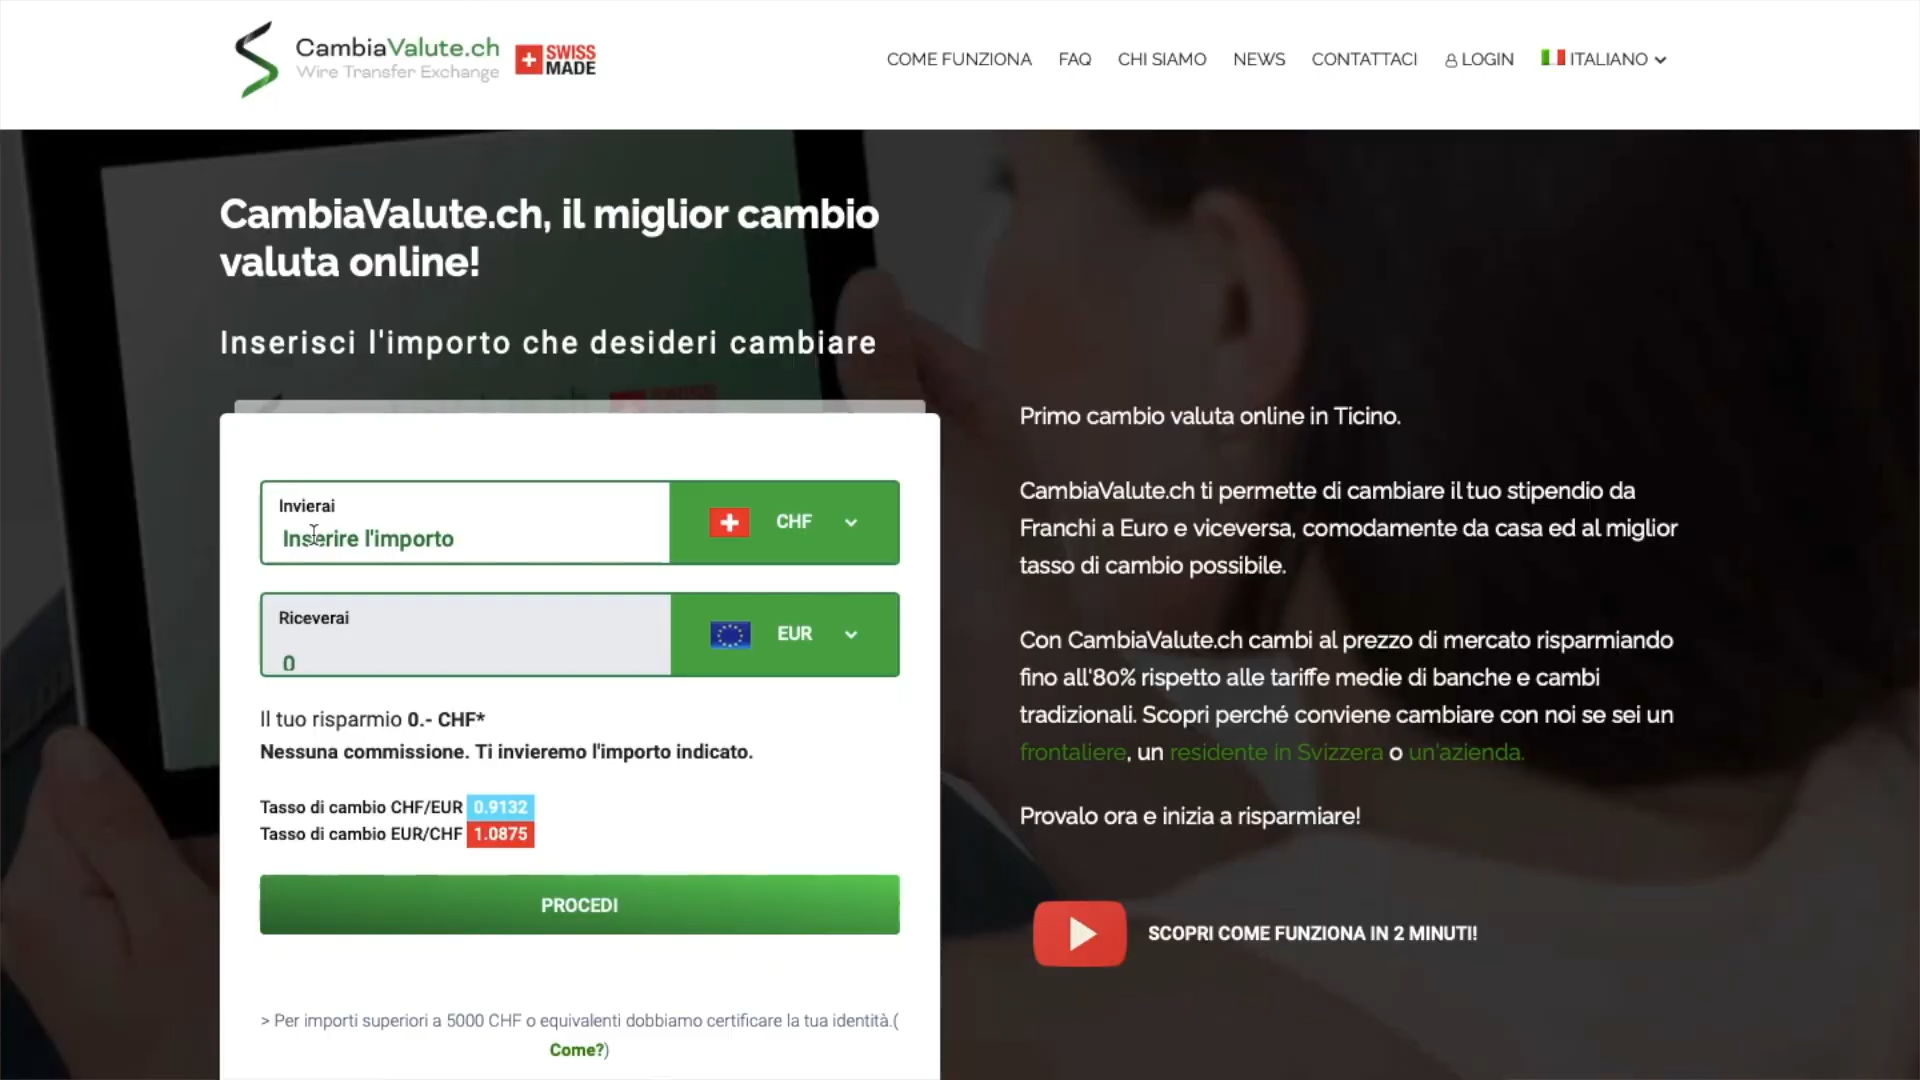 CambiaValute.ch
Wire Transfer Exchange
SWISS
MADE
COME FUNZIONA
FAQ
CHI SIAMO
NEWS
CONTATTACI
LOGIN
ITALIANO
CambiaValute.ch, il miglior cambio
valuta online!
Inserisci l'importo che desideri cambiare
Invierai
Inserire l'importo
CHF
Riceverai
0
EUR
Il tuo risparmio 0.- CHF*
Nessuna commissione. Ti invieremo l'importo indicato.
Tasso di cambio CHF/EUR 0.9132
Tasso di cambio EUR/CHF 1.0875
PROCEDI
> Per importi superiori a 5000 CHF o equivalenti dobbiamo certificare la tua identità.(
Come?)
Primo cambio valuta online in Ticino.
CambiaValute.ch ti permette di cambiare il tuo stipendio da
Franchi a Euro e viceversa, comodamente da casa ed al miglior
tasso di cambio possibile.
Con CambiaValute.ch cambi al prezzo di mercato risparmiando
fino all'80% rispetto alle tariffe medie di banche e cambi
tradizionali. Scopri perché conviene cambiare con noi se sei un
frontaliere, un residente in Svizzera o un'azienda.
Provalo ora e inizia a risparmiare!
SCOPRI COME FUNZIONA IN 2 MINUTI!